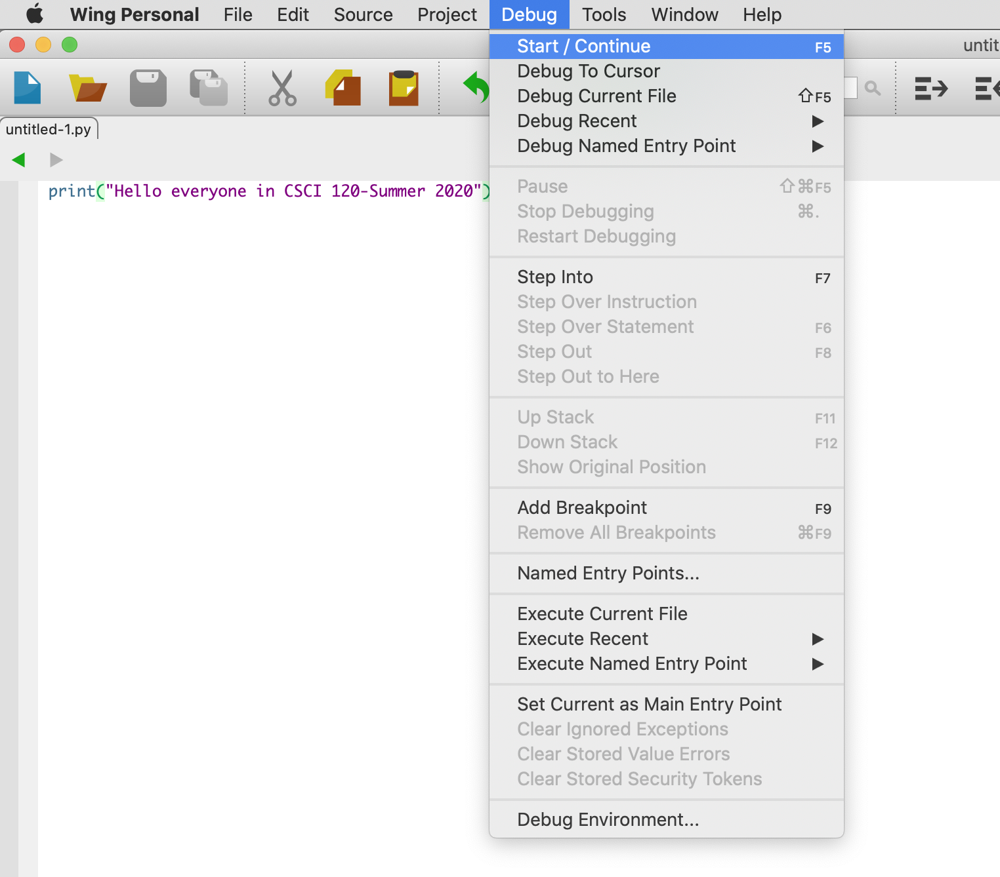 Wing Personal File Edit Source Project Debug Tools Window Help
untit
untitled-1.py
print("Hello everyone in CSCI 120-Summer 2020")
Start / Continue F5
Debug To Cursor
Debug Current File ⇧F5
Debug Recent ▶
Debug Named Entry Point ▶
Pause ⇧⌘F5
Stop Debugging ⌘.
Restart Debugging
Step Into F7
Step Over Instruction
Step Over Statement F6
Step Out F8
Step Out to Here
Up Stack F11
Down Stack F12
Show Original Position
Add Breakpoint F9
Remove All Breakpoints ⌘F9
Named Entry Points...
Execute Current File
Execute Recent ▶
Execute Named Entry Point ▶
Set Current as Main Entry Point
Clear Ignored Exceptions
Clear Stored Value Errors
Clear Stored Security Tokens
Debug Environment...